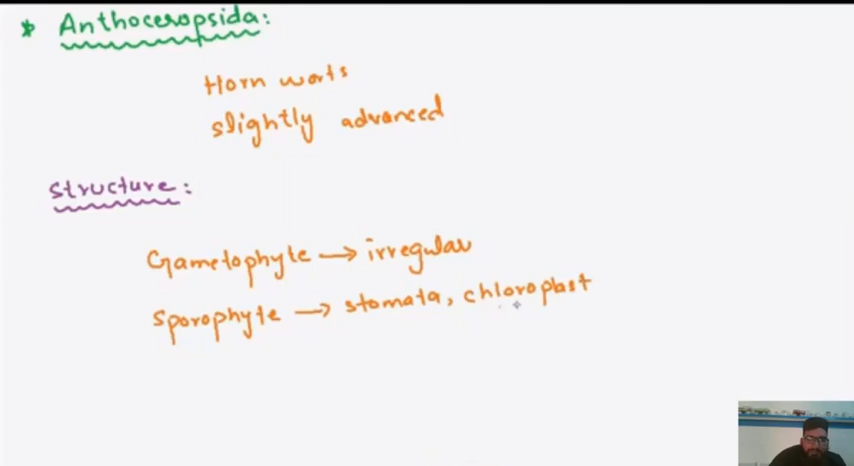 * Anthoceropsida:
Horn worts
slightly advanced
Structure:
Gametophyte → irregular
Sporophyte → stomata, chloroplast